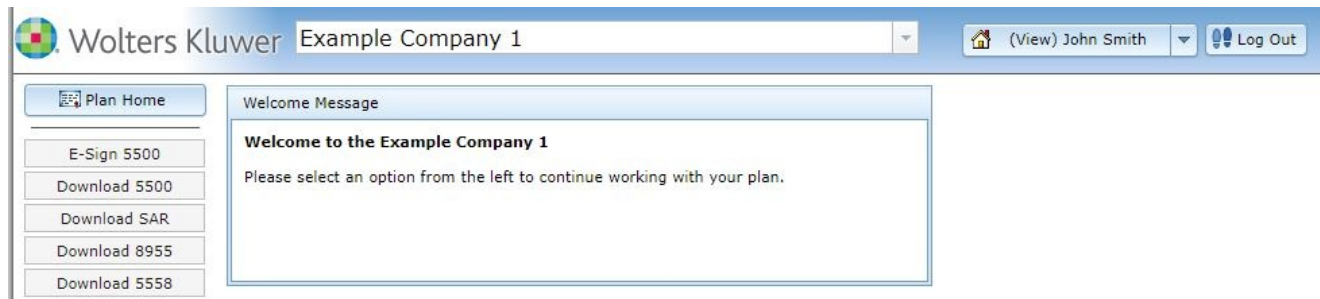 Wolters Kluwer Example Company 1 (View) John Smith Log Out
Plan Home
E-Sign 5500
Download 5500
Download SAR
Download 8955
Download 5558
Welcome Message
Welcome to the Example Company 1
Please select an option from the left to continue working with your plan.